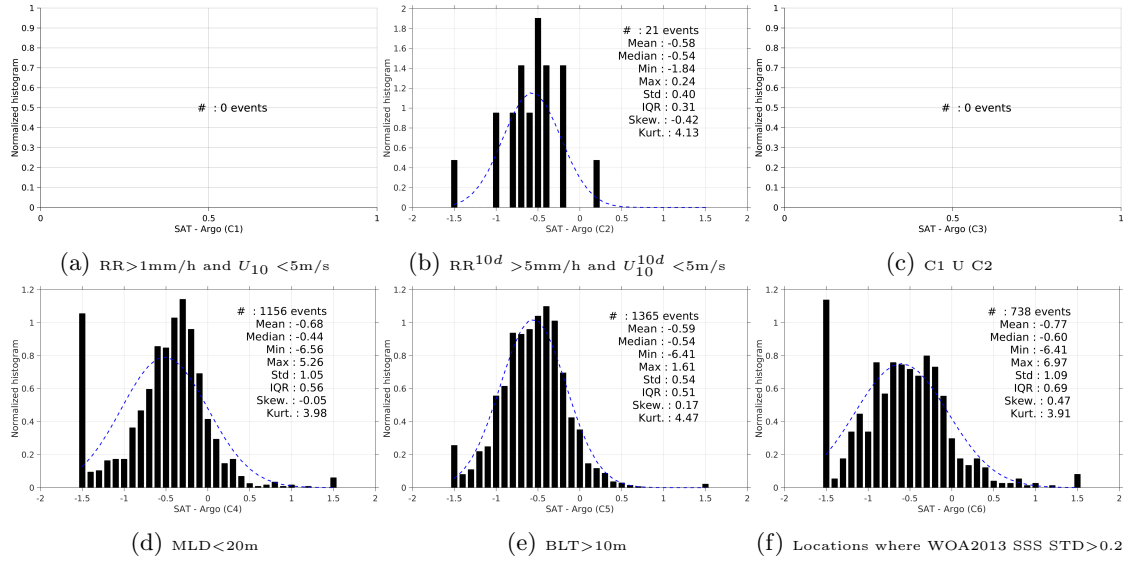 1
0.9
0.8
0.7
0.6
0.5
0.4
0.3
0.2
0.1
0
Normalized histogram
# : 0 events
0 0.5 1
SAT - Argo (C1)
(a) RR>1mm/h and U10 <5m/s
2
1.8
1.6
1.4
1.2
1
0.8
0.6
0.4
0.2
0
Normalized histogram
# : 21 events
Mean : -0.58
Median : -0.54
Min : -1.84
Max : 0.24
Std : 0.40
IQR : 0.31
Skew. : -0.42
Kurt. : 4.13
-2 -1.5 -1 -0.5 0 0.5 1 1.5 2
SAT - Argo (C2)
(b) RR^10d >5mm/h and U10^10d <5m/s
1
0.9
0.8
0.7
0.6
0.5
0.4
0.3
0.2
0.1
0
Normalized histogram
# : 0 events
0 0.5 1
SAT - Argo (C3)
(c) C1 U C2
1.2
1
0.8
0.6
0.4
0.2
0
Normalized histogram
# : 1156 events
Mean : -0.68
Median : -0.44
Min : -6.56
Max : 5.26
Std : 1.05
IQR : 0.56
Skew. : -0.05
Kurt. : 3.98
-2 -1.5 -1 -0.5 0 0.5 1 1.5 2
SAT - Argo (C4)
(d) MLD<20m
1.2
1
0.8
0.6
0.4
0.2
0
Normalized histogram
# : 1365 events
Mean : -0.59
Median : -0.54
Min : -6.41
Max : 1.61
Std : 0.54
IQR : 0.51
Skew. : 0.17
Kurt. : 4.47
-2 -1.5 -1 -0.5 0 0.5 1 1.5 2
SAT - Argo (C5)
(e) BLT>10m
1.2
1
0.8
0.6
0.4
0.2
0
Normalized histogram
# : 738 events
Mean : -0.77
Median : -0.60
Min : -6.41
Max : 6.97
Std : 1.09
IQR : 0.69
Skew. : 0.47
Kurt. : 3.91
-2 -1.5 -1 -0.5 0 0.5 1 1.5 2
SAT - Argo (C6)
(f) Locations where WOA2013 SSS STD>0.2